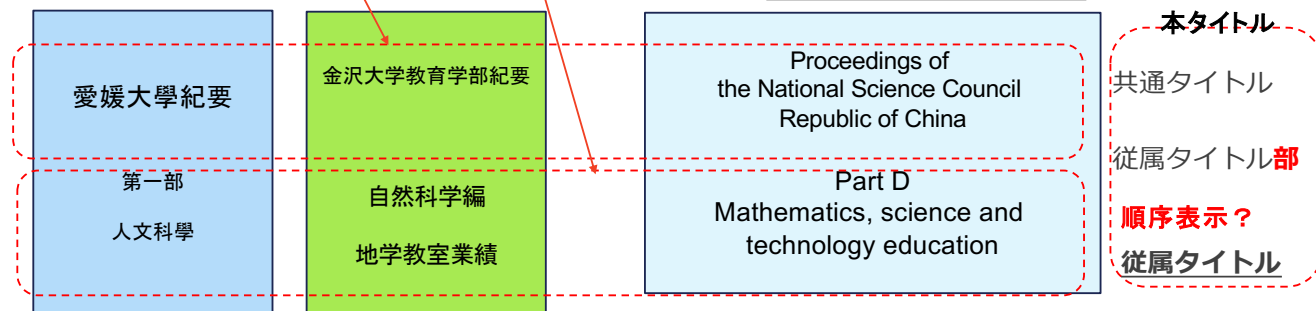 愛媛大學紀要
第一部
人文科學
金沢大学教育学部紀要
自然科学編
地学教室業績
Proceedings of
the National Science Council
Republic of China
Part D
Mathematics, science and
technology education
本タイトル
共通タイトル
従属タイトル部
順序表示？
従属タイトル